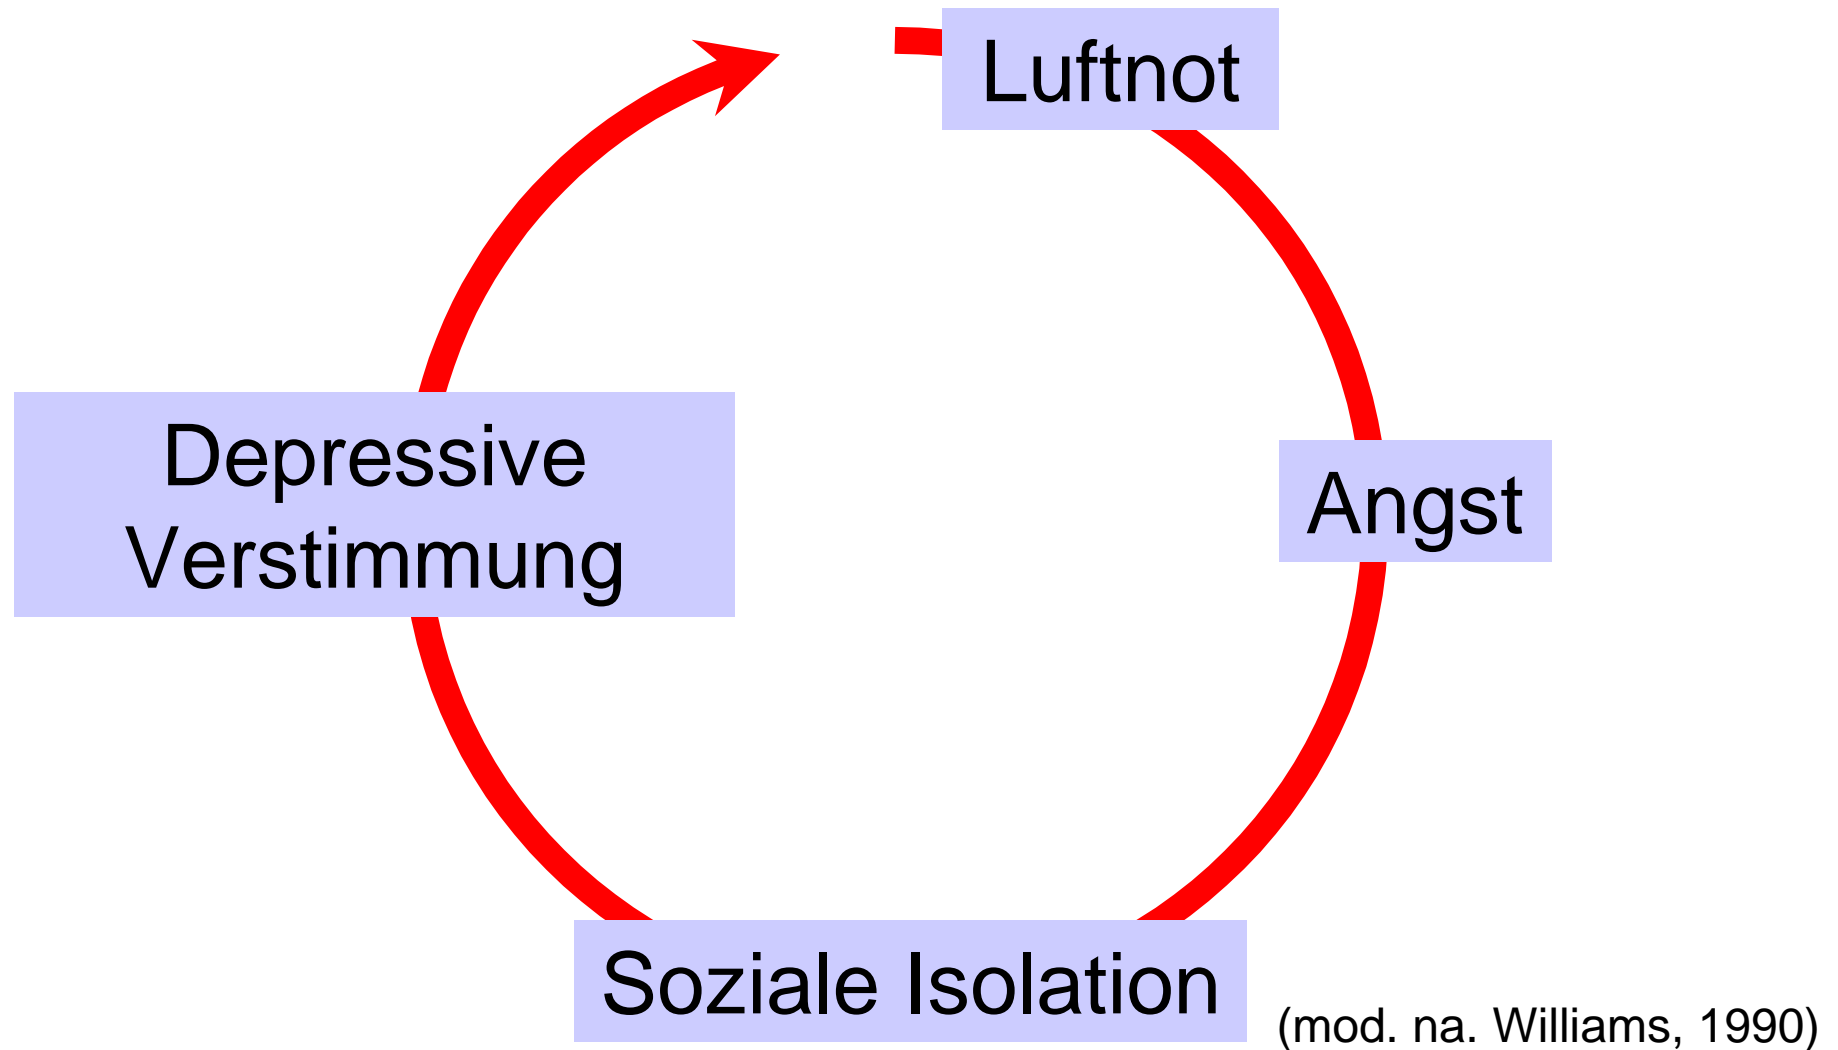 Luftnot
Angst
Soziale Isolation
Depressive
Verstimmung
(mod. na. Williams, 1990)